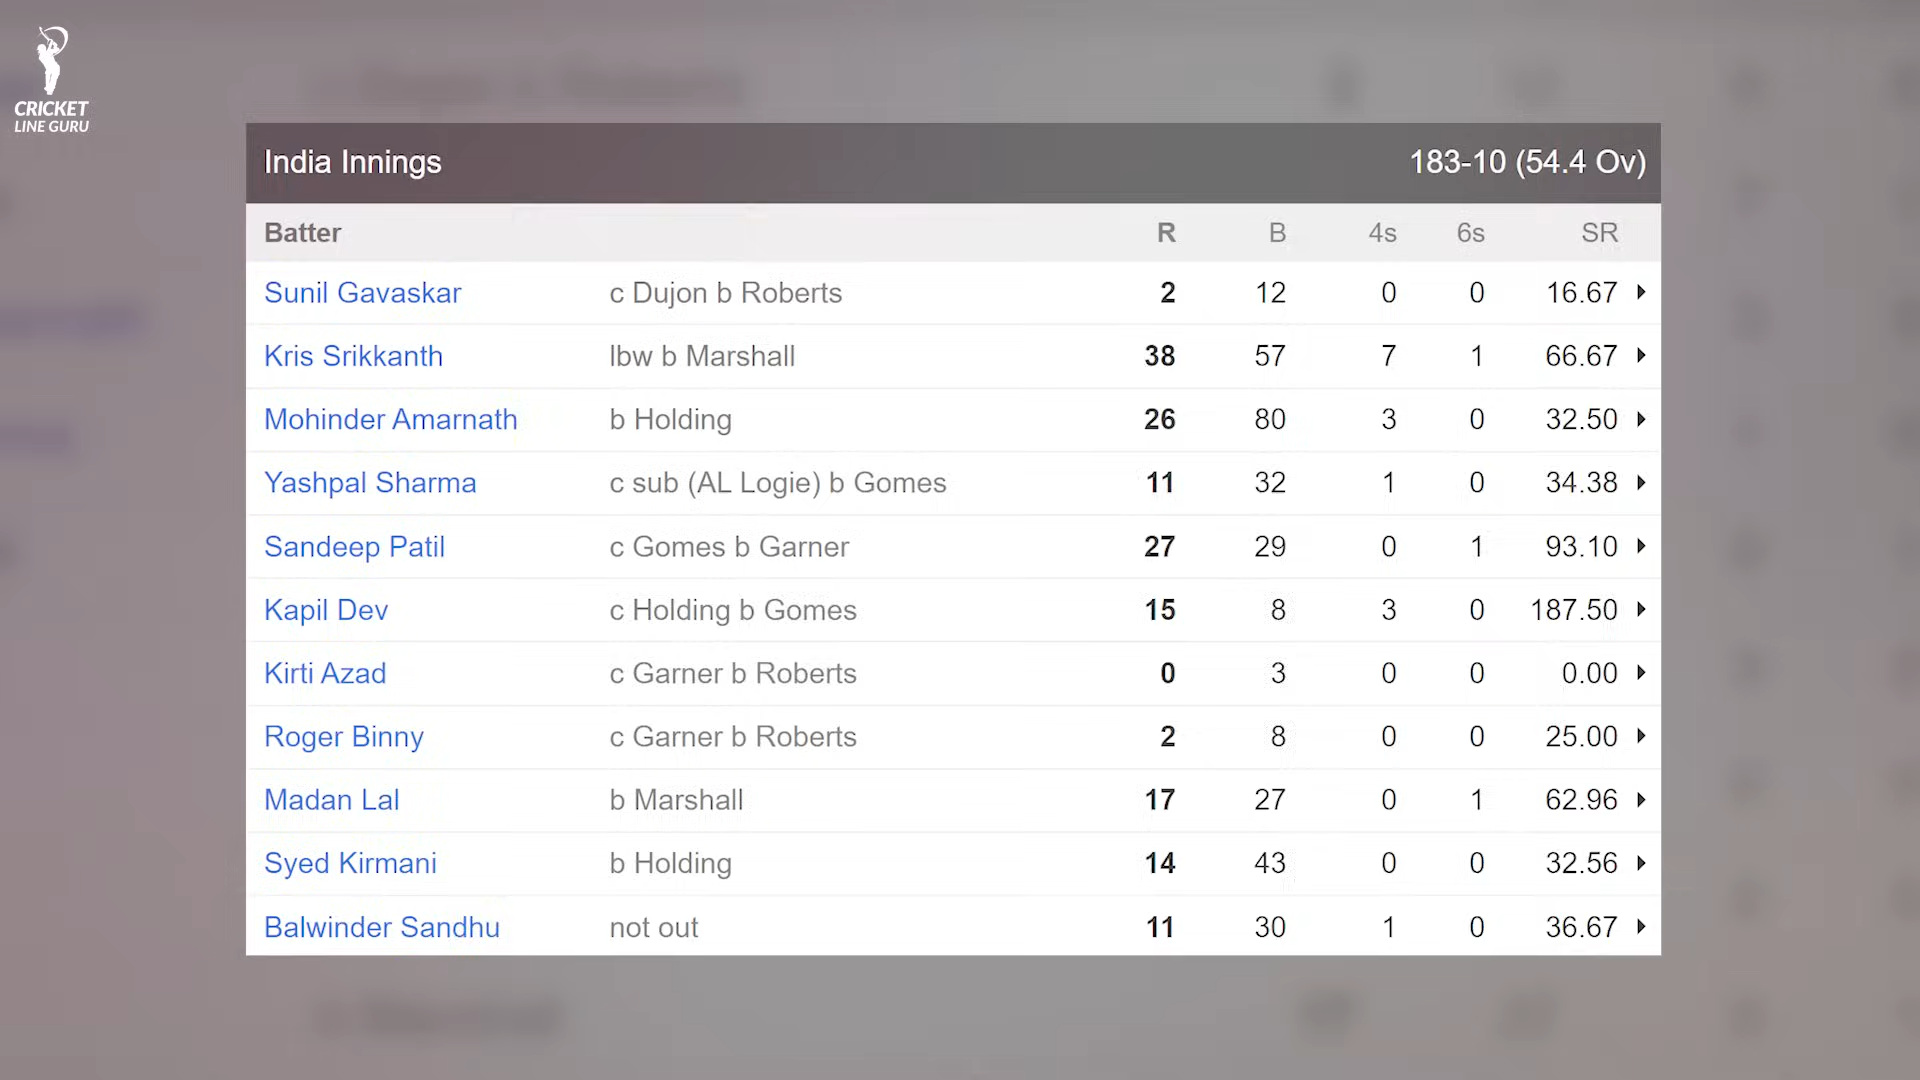 CRICKET
LINE GURU
India Innings 183-10 (54.4 Ov)
Batter R B 4s 6s SR
Sunil Gavaskar c Dujon b Roberts 2 12 0 0 16.67
Kris Srikkanth lbw b Marshall 38 57 7 1 66.67
Mohinder Amarnath b Holding 26 80 3 0 32.50
Yashpal Sharma c sub (AL Logie) b Gomes 11 32 1 0 34.38
Sandeep Patil c Gomes b Garner 27 29 0 1 93.10
Kapil Dev c Holding b Gomes 15 8 3 0 187.50
Kirti Azad c Garner b Roberts 0 3 0 0 0.00
Roger Binny c Garner b Roberts 2 8 0 0 25.00
Madan Lal b Marshall 17 27 0 1 62.96
Syed Kirmani b Holding 14 43 0 0 32.56
Balwinder Sandhu not out 11 30 1 0 36.67